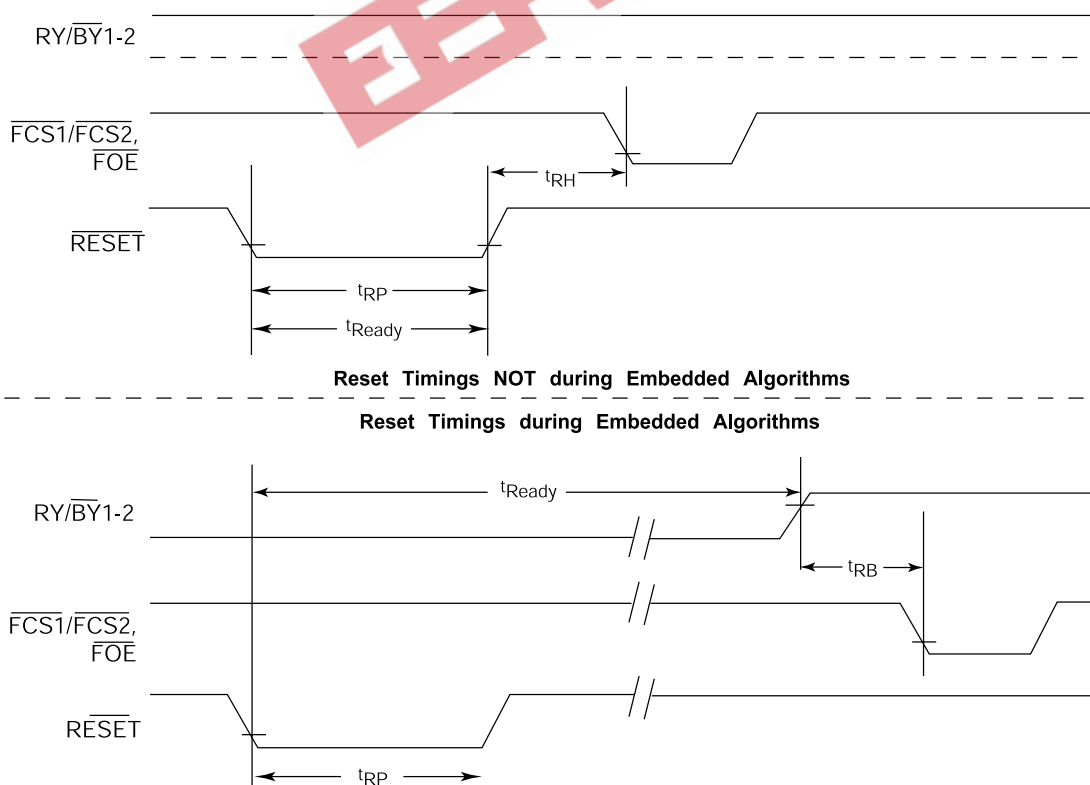 RY/BY1-2
FCS1/FCS2,
FOE
tRH
RESET
tRP
tReady
Reset Timings NOT during Embedded Algorithms
Reset Timings during Embedded Algorithms
tReady
RY/BY1-2
tRB
FCS1/FCS2,
FOE
RESET
tRP